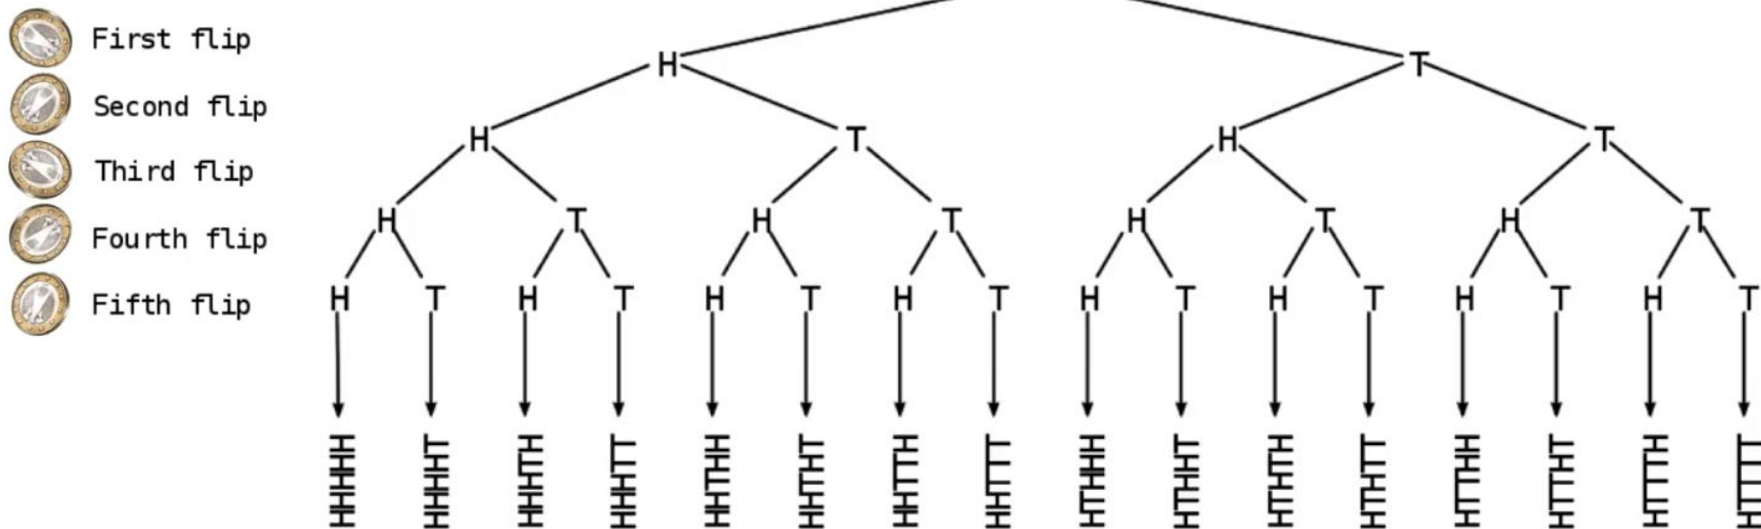 First flip
Second flip
Third flip
Fourth flip
Fifth flip
H T
H T H T
H T H T H T H T
H T H T H T H T H T H T H T H T
HHHHH
HHHHT
HHHTH
HHHTT
HHTHH
HHTHT
HHTTH
HHTTT
HTHHH
HTHHT
HTHTH
HTHTT
HTTHH
HTTHT
HTTTH
HTTTT